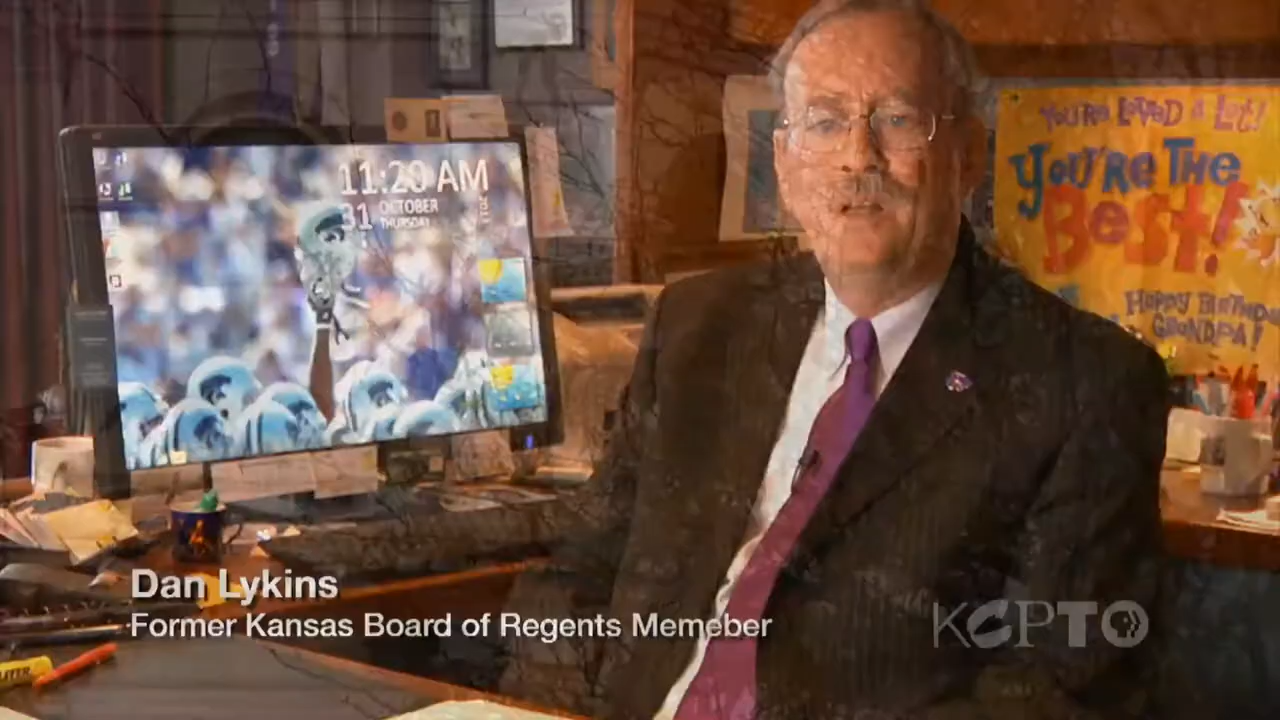 11:20 AM
31 OCTOBER
THURSDAY
YOU'RE LOVED A LOT!
YOU'RE THE
BEST!
HAPPY BIRTHDAY
GRANDPA!
Dan Lykins
Former Kansas Board of Regents Memeber
KCPTO